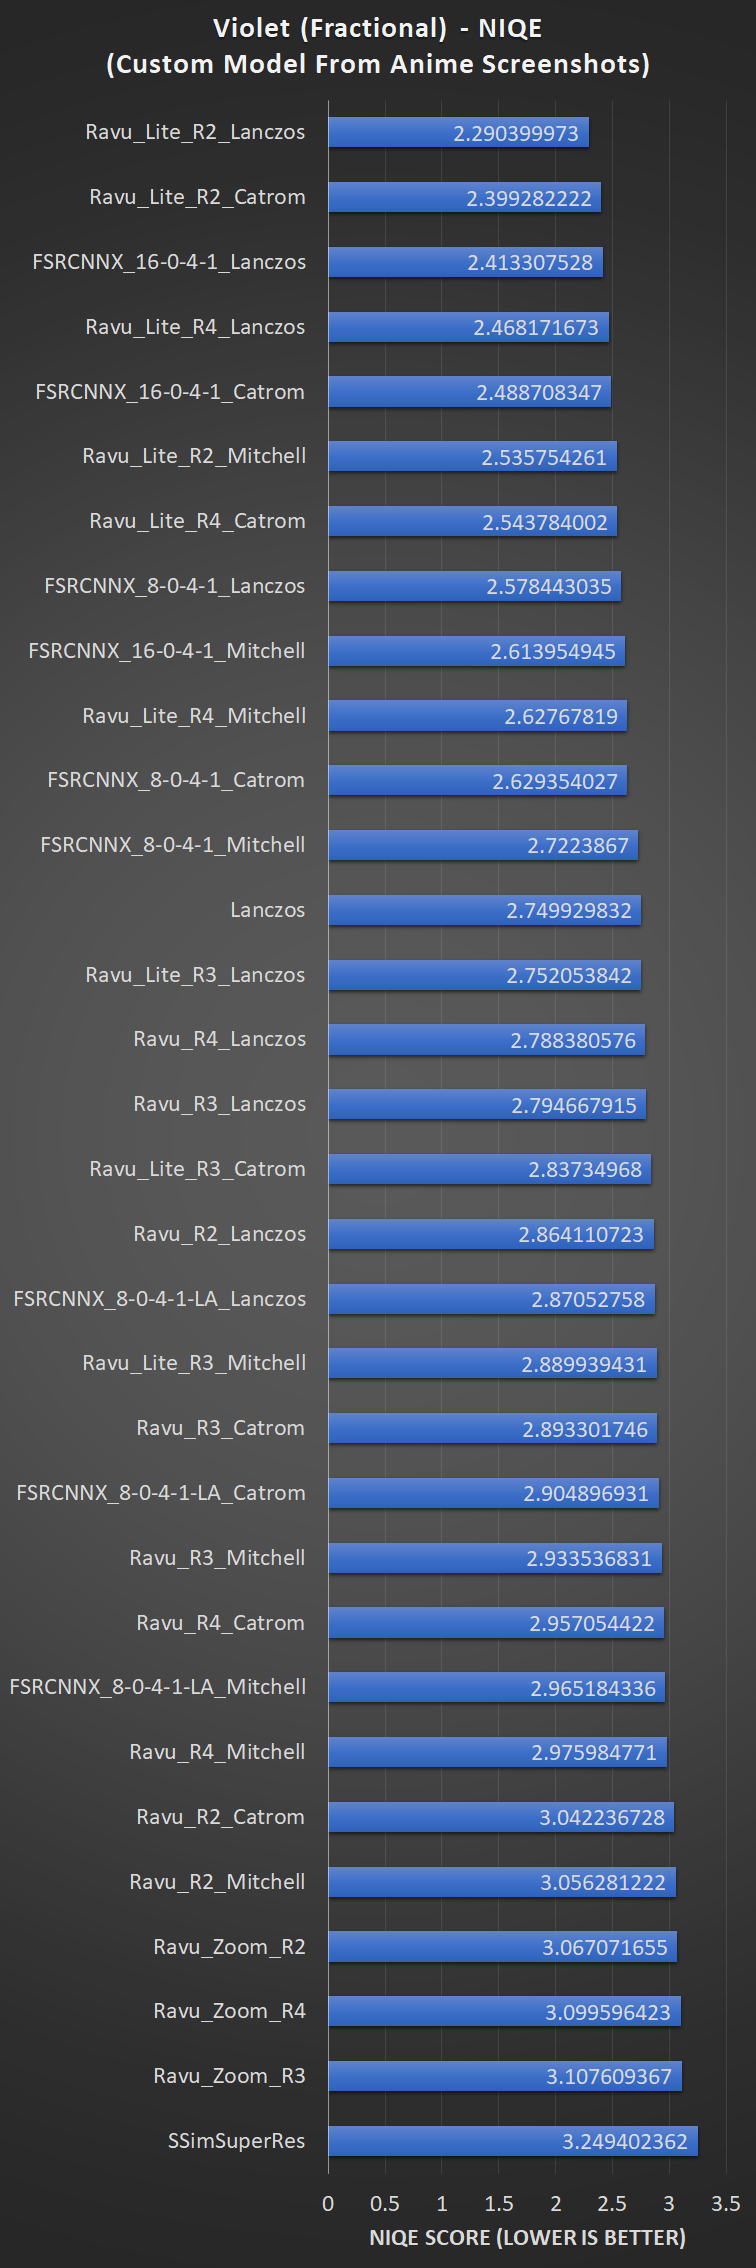 Violet (Fractional) - NIQE
(Custom Model From Anime Screenshots)
Ravu_Lite_R2_Lanczos 2.290399973
Ravu_Lite_R2_Catrom 2.399282222
FSRCNNX_16-0-4-1_Lanczos 2.413307528
Ravu_Lite_R4_Lanczos 2.468171673
FSRCNNX_16-0-4-1_Catrom 2.488708347
Ravu_Lite_R2_Mitchell 2.535754261
Ravu_Lite_R4_Catrom 2.543784002
FSRCNNX_8-0-4-1_Lanczos 2.578443035
FSRCNNX_16-0-4-1_Mitchell 2.613954945
Ravu_Lite_R4_Mitchell 2.62767819
FSRCNNX_8-0-4-1_Catrom 2.629354027
FSRCNNX_8-0-4-1_Mitchell 2.7223867
Lanczos 2.749929832
Ravu_Lite_R3_Lanczos 2.752053842
Ravu_R4_Lanczos 2.788380576
Ravu_R3_Lanczos 2.794667915
Ravu_Lite_R3_Catrom 2.83734968
Ravu_R2_Lanczos 2.864110723
FSRCNNX_8-0-4-1-LA_Lanczos 2.87052758
Ravu_Lite_R3_Mitchell 2.889939431
Ravu_R3_Catrom 2.893301746
FSRCNNX_8-0-4-1-LA_Catrom 2.904896931
Ravu_R3_Mitchell 2.933536831
Ravu_R4_Catrom 2.957054422
FSRCNNX_8-0-4-1-LA_Mitchell 2.965184336
Ravu_R4_Mitchell 2.975984771
Ravu_R2_Catrom 3.042236728
Ravu_R2_Mitchell 3.056281222
Ravu_Zoom_R2 3.067071655
Ravu_Zoom_R4 3.099596423
Ravu_Zoom_R3 3.107609367
SSimSuperRes 3.249402362
0 0.5 1 1.5 2 2.5 3 3.5
NIQE SCORE (LOWER IS BETTER)